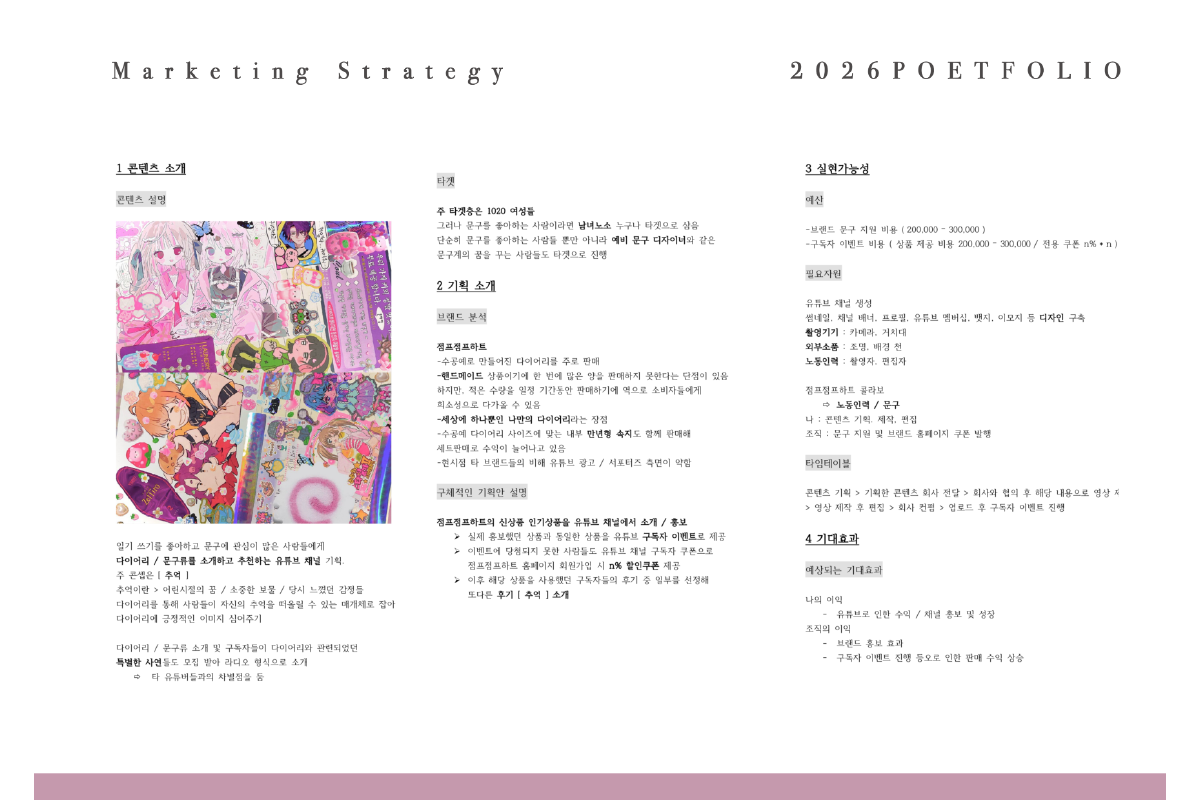 Marketing Strategy
2026POETFOLIO
1 콘텐츠 소개
콘텐츠 설명
일기 쓰기를 좋아하고 문구에 관심이 많은 사람들에게
다이어리 / 문구류를 소개하고 추천하는 유튜브 채널 기획.
주 콘셉은 [ 추억 ]
추억이란 > 어린시절의 꿈 / 소중한 보물 / 당시 느꼈던 감정들
다이어리를 통해 사람들이 자신의 추억을 떠올릴 수 있는 매개체로 잡아
다이어리에 긍정적인 이미지 심어주기
다이어리 / 문구류 소개 및 구독자들이 다이어리와 관련되었던
특별한 사연들도 모집 받아 라디오 형식으로 소개
⇨ 타 유튜버들과의 차별점을 둠
타겟
주 타겟층은 1020 여성들
그러나 문구를 좋아하는 사람이라면 남녀노소 누구나 타겟으로 삼음
단순히 문구를 좋아하는 사람들 뿐만 아니라 예비 문구 디자이너와 같은
문구계의 꿈을 꾸는 사람들도 타겟으로 진행
2 기획 소개
브랜드 분석
점프점프하트
-수공예로 만들어진 다이어리를 주로 판매
-핸드메이드 상품이기에 한 번에 많은 양을 판매하지 못한다는 단점이 있음
하지만, 적은 수량을 일정 기간동안 판매하기에 역으로 소비자들에게
희소성으로 다가올 수 있음
-세상에 하나뿐인 나만의 다이어리라는 장점
-수공예 다이어리 사이즈에 맞는 내부 만년형 속지도 함께 판매해
세트판매로 수익이 늘어나고 있음
-현시점 타 브랜드들의 비해 유튜브 광고 / 서포터즈 측면이 약함
구체적인 기획안 설명
점프점프하트의 신상품 인기상품을 유튜브 채널에서 소개 / 홍보
➢ 실제 홍보했던 상품과 동일한 상품을 유튜브 구독자 이벤트로 제공
➢ 이벤트에 당첨되지 못한 사람들도 유튜브 채널 구독자 쿠폰으로
점프점프하트 홈페이지 회원가입 시 n% 할인쿠폰 제공
➢ 이후 해당 상품을 사용했던 구독자들의 후기 중 일부를 선정해
또다른 후기 [ 추억 ] 소개
3 실현가능성
예산
-브랜드 문구 지원 비용 ( 200,000 - 300,000 )
-구독자 이벤트 비용 ( 상품 제공 비용 200,000 - 300,000 / 전용 쿠폰 n% * n )
필요자원
유튜브 채널 생성
썸네일, 채널 배너, 프로필, 유튜브 멤버십, 뱃지, 이모지 등 디자인 구축
촬영기기 : 카메라, 거치대
외부소품 : 조명, 배경 천
노동인력 : 촬영자, 편집자
점프점프하트 콜라보
⇨ 노동인력 / 문구
나 : 콘텐츠 기획, 제작, 편집
조직 : 문구 지원 및 브랜드 홈페이지 쿠폰 발행
타임테이블
콘텐츠 기획 > 기획한 콘텐츠 회사 전달 > 회사와 협의 후 해당 내용으로 영상
> 영상 제작 후 편집 > 회사 컨펌 > 업로드 후 구독자 이벤트 진행
4 기대효과
예상되는 기대효과
나의 이익
- 유튜브로 인한 수익 / 채널 홍보 및 성장
조직의 이익
- 브랜드 홍보 효과
- 구독자 이벤트 진행 등으로 인한 판매 수익 상승